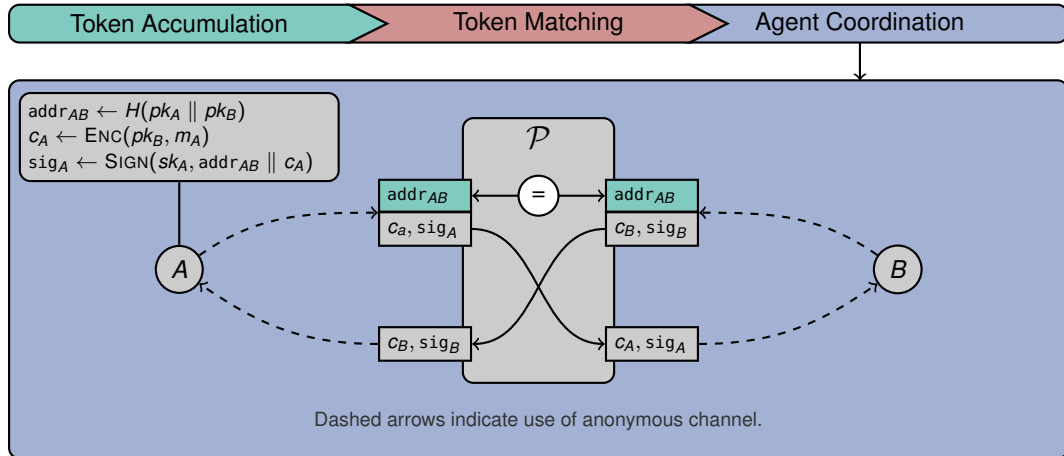 Token Accumulation
Token Matching
Agent Coordination
addr_AB ← H(pk_A ∥ pk_B)
c_A ← ENC(pk_B, m_A)
sig_A ← SIGN(sk_A, addr_AB ∥ c_A)
𝒫
addr_AB
=
addr_AB
c_a, sig_A
c_B, sig_B
A
B
c_B, sig_B
c_A, sig_A
Dashed arrows indicate use of anonymous channel.